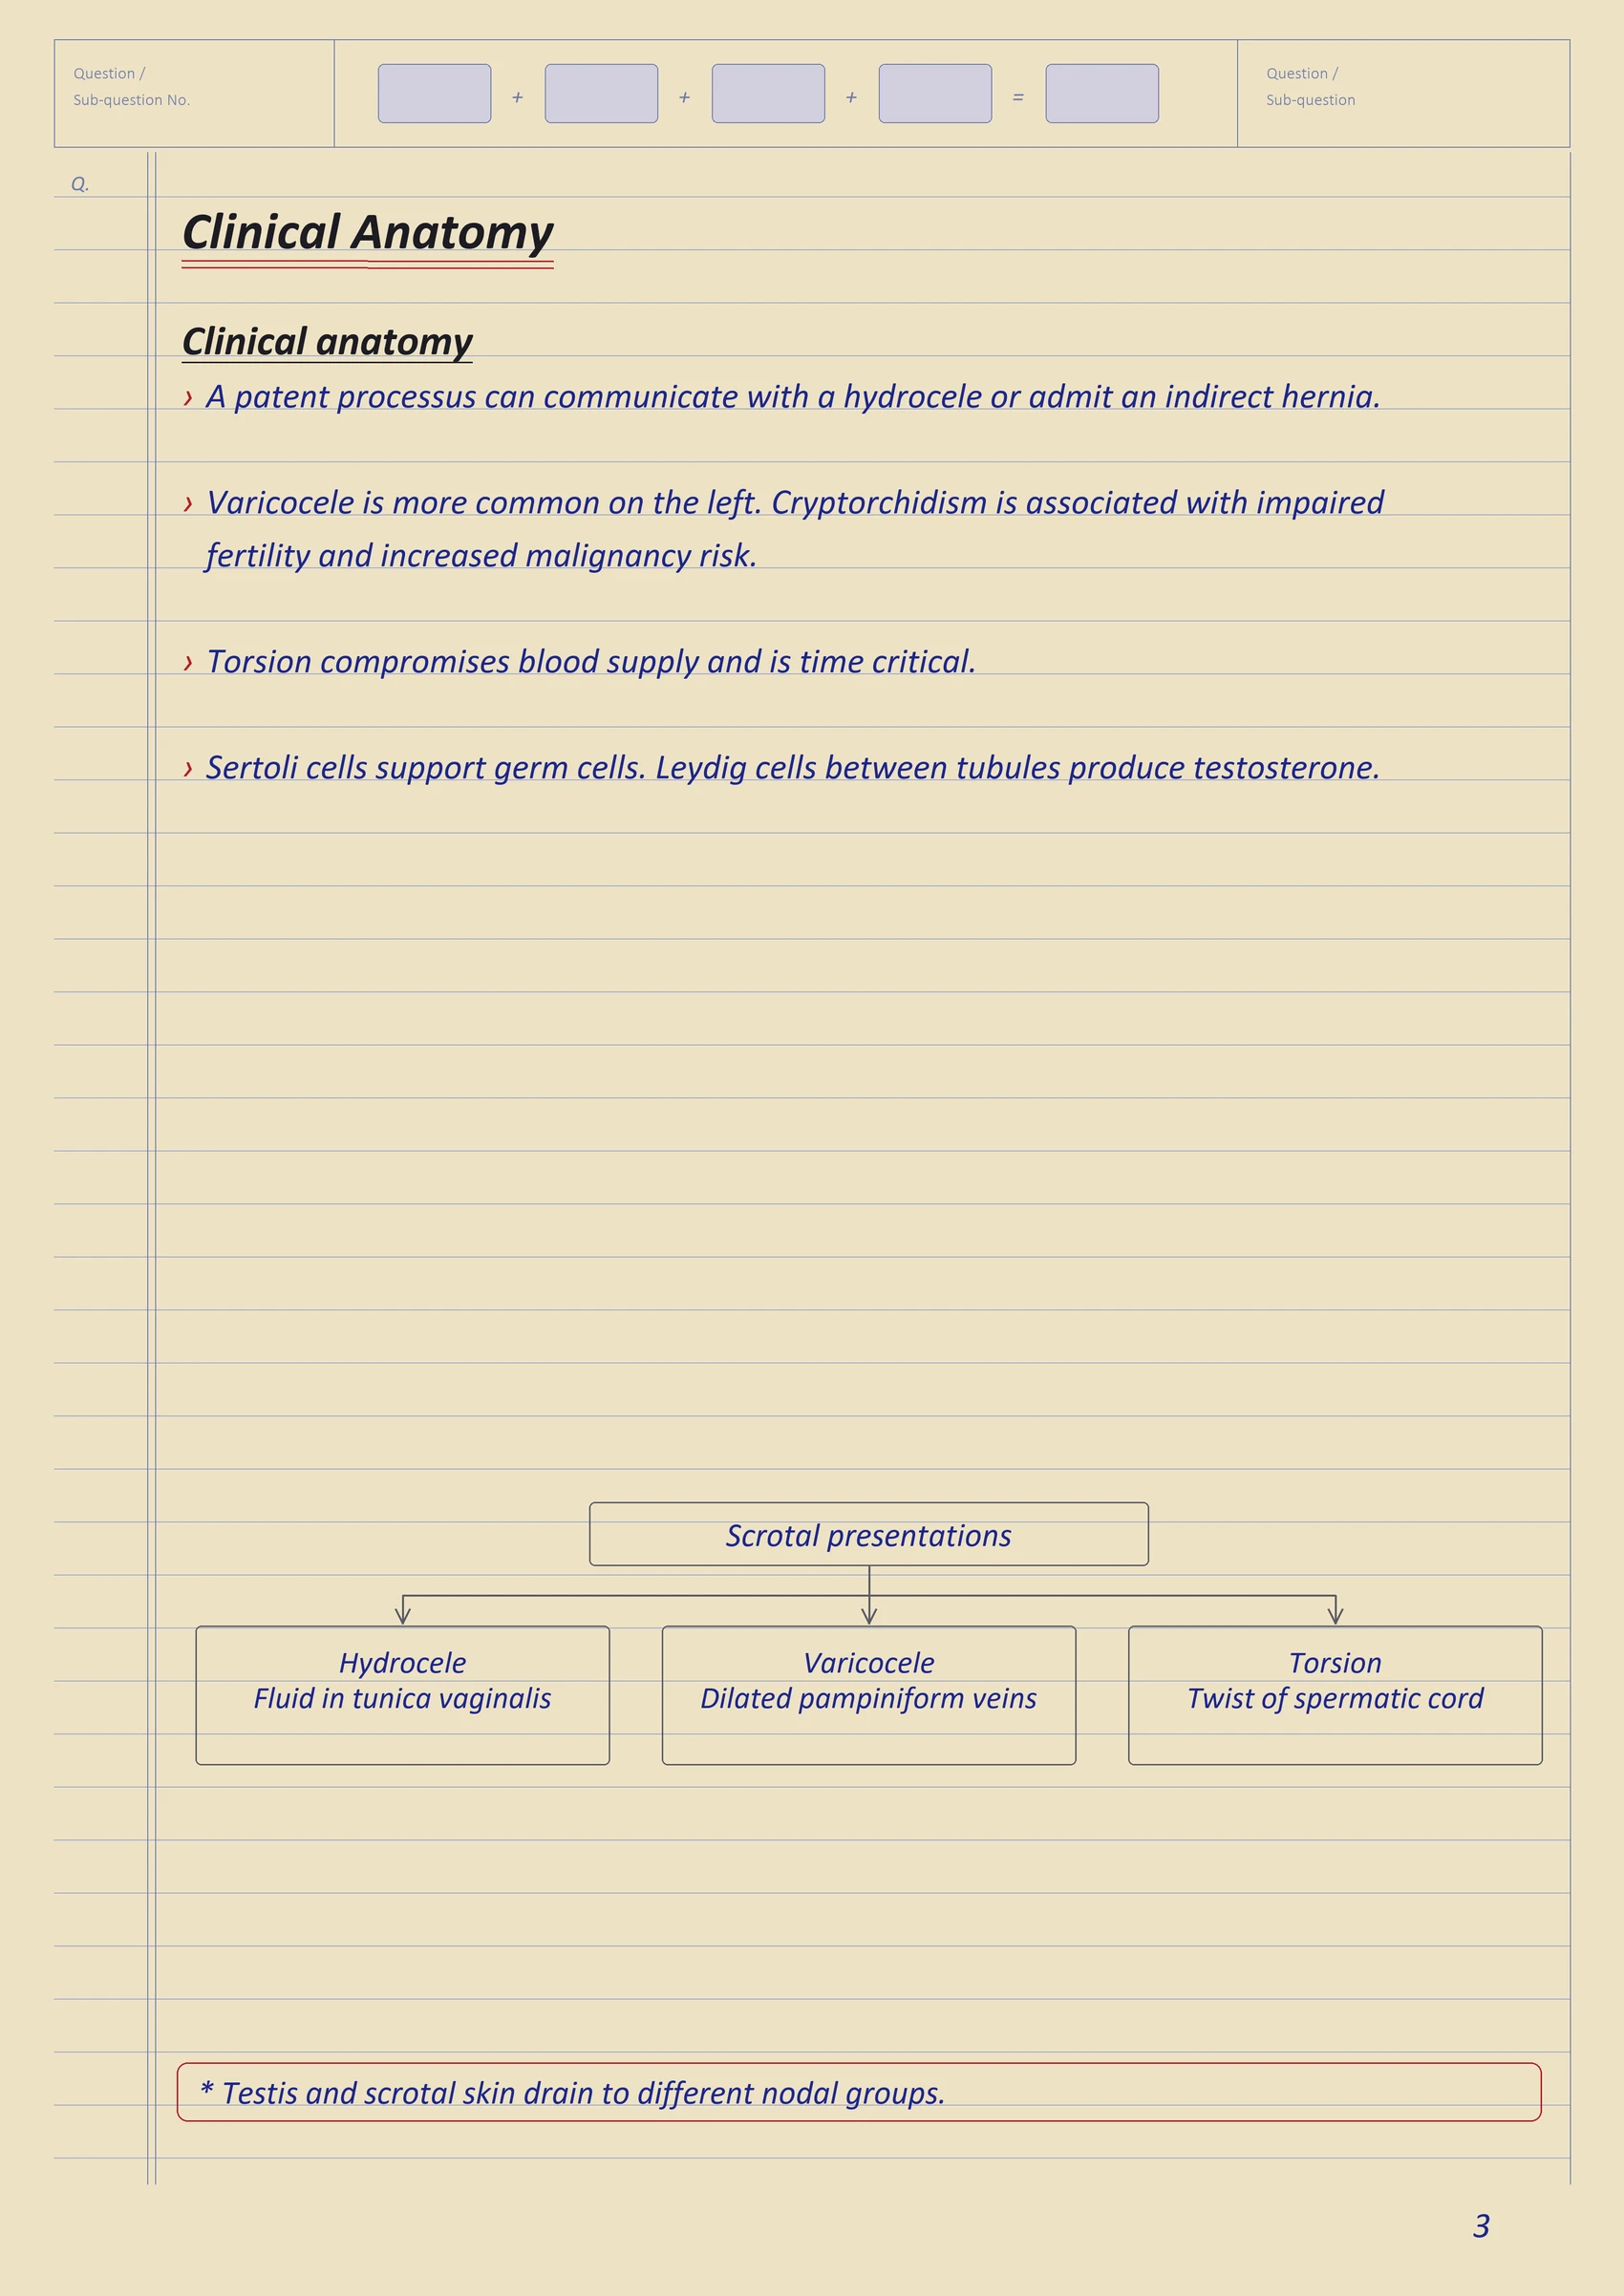 Question /
Sub-question No.
+ + + =
Question /
Sub-question
Q.
Clinical Anatomy
Clinical anatomy
› A patent processus can communicate with a hydrocele or admit an indirect hernia.
› Varicocele is more common on the left. Cryptorchidism is associated with impaired
fertility and increased malignancy risk.
› Torsion compromises blood supply and is time critical.
› Sertoli cells support germ cells. Leydig cells between tubules produce testosterone.
Scrotal presentations
Hydrocele
Fluid in tunica vaginalis
Varicocele
Dilated pampiniform veins
Torsion
Twist of spermatic cord
* Testis and scrotal skin drain to different nodal groups.
3